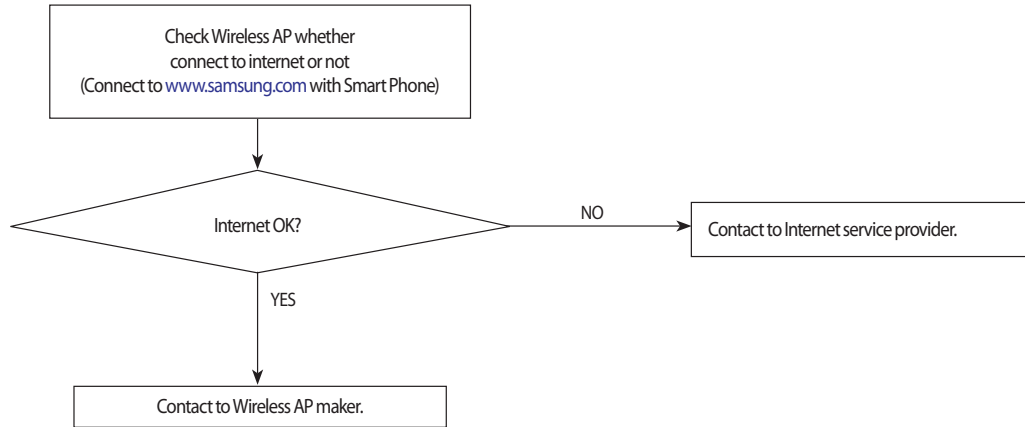 Check Wireless AP whether
connect to internet or not
(Connect to www.samsung.com with Smart Phone)
Internet OK?
NO
Contact to Internet service provider.
YES
Contact to Wireless AP maker.